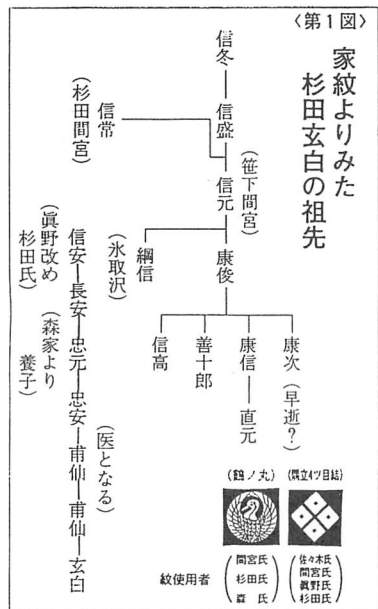 〈第1図〉
家紋よりみた
杉田玄白の祖先
信冬―信盛―信元―康俊
(笹下間宮)
信常
(杉田間宮)
綱信
(氷取沢)
康次(早逝?)
康信―直元
善十郎
信高
信安―長安―忠元―忠安―甫仙―甫仙―玄白
(眞野改め
杉田氏)
(森家より
養子)
(医となる)
(隅立4ツ目結)
(鶴ノ丸)
紋使用者
佐々木氏
間宮氏
眞野氏
杉田氏
間宮氏
杉田氏
森氏